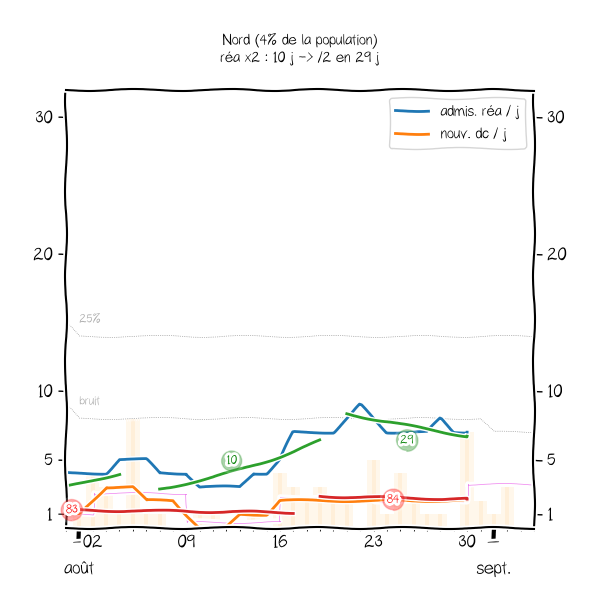 Nord (4% de la population)
réa x2 : 10 j -> /2 en 29 j
admis. réa / j
nouv. dc / j
30
30
20
20
25%
10
10
bruit
5
5
10
29
1
1
83
84
02
09
16
23
30
août
sept.